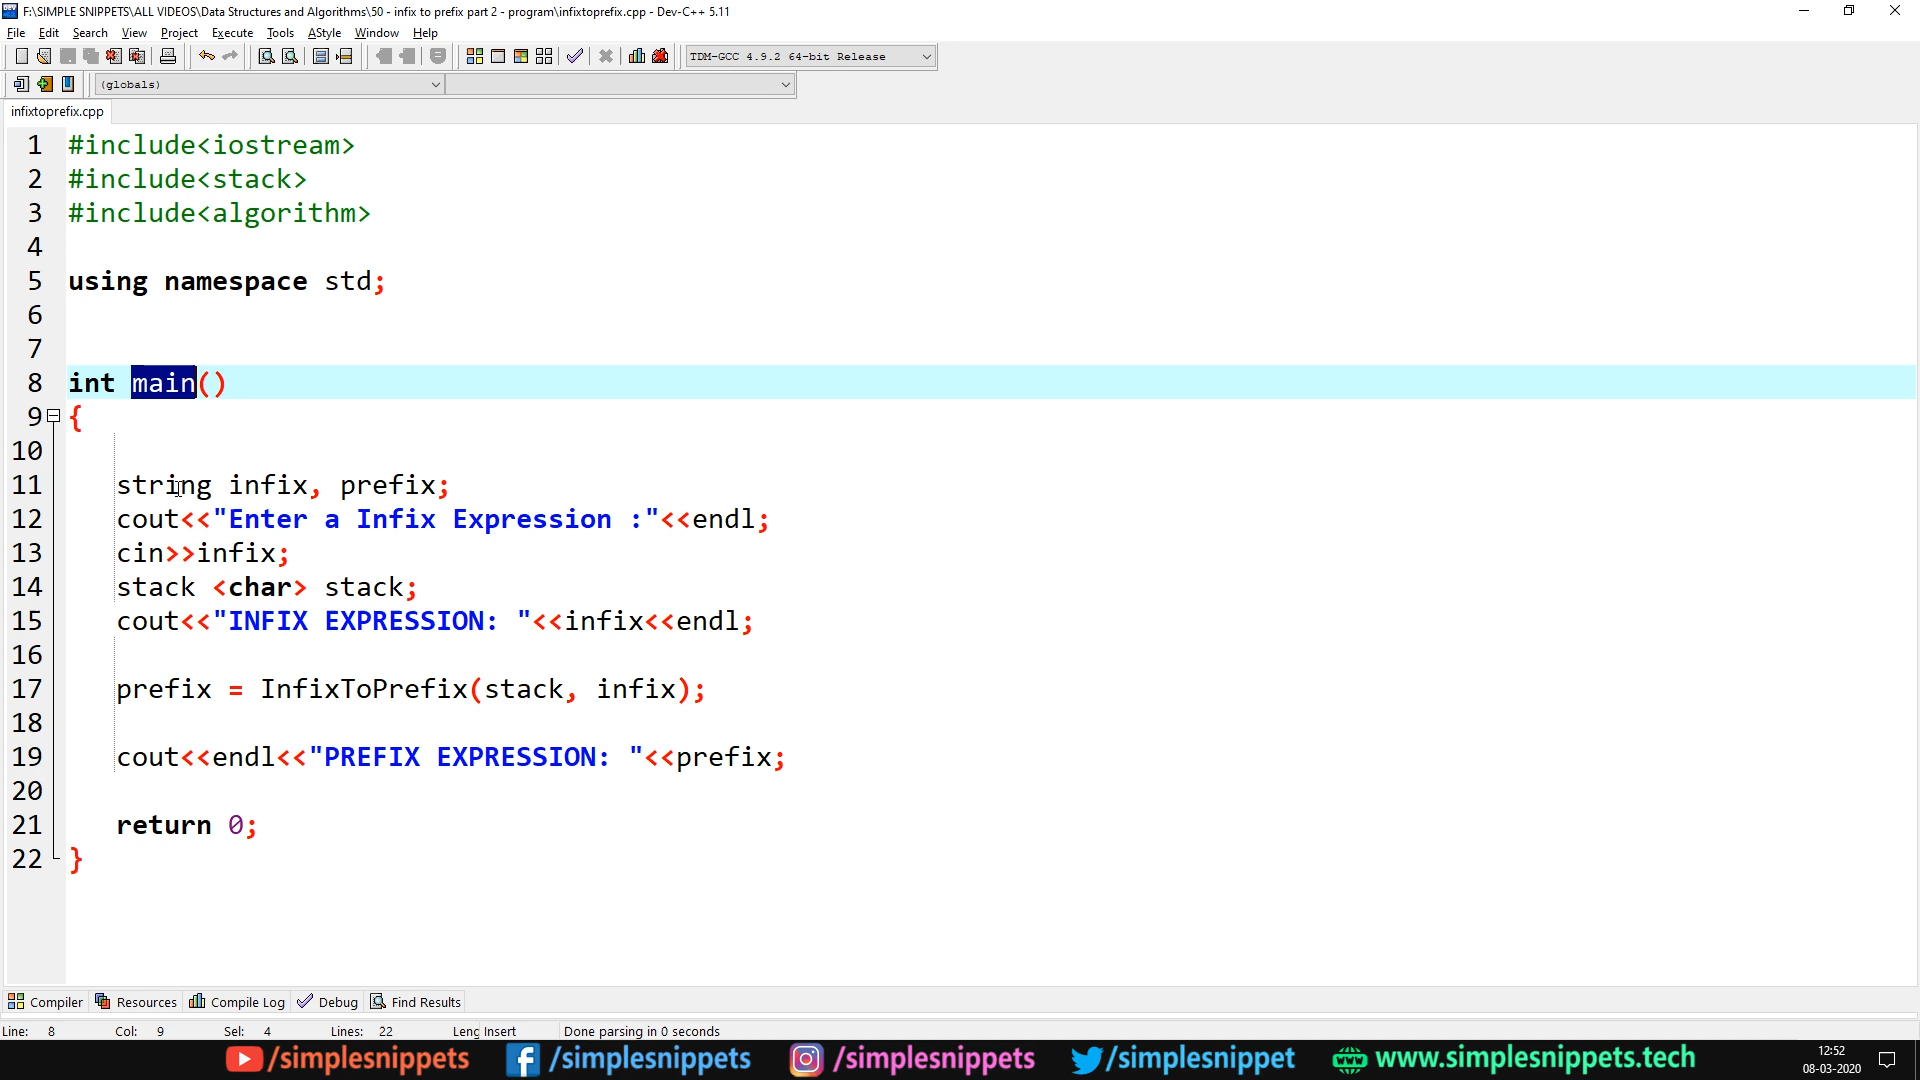 F:\SIMPLE SNIPPETS\ALL VIDEOS\Data Structures and Algorithms\50 - infix to prefix part 2 - program\infixtoprefix.cpp - Dev-C++ 5.11
File Edit Search View Project Execute Tools AStyle Window Help
TDM-GCC 4.9.2 64-bit Release
(globals)
infixtoprefix.cpp
1 #include<iostream>
2 #include<stack>
3 #include<algorithm>
4
5 using namespace std;
6
7
8 int main()
9 {
10
11 string infix, prefix;
12 cout<<"Enter a Infix Expression :"<<endl;
13 cin>>infix;
14 stack <char> stack;
15 cout<<"INFIX EXPRESSION: "<<infix<<endl;
16
17 prefix = InfixToPrefix(stack, infix);
18
19 cout<<endl<<"PREFIX EXPRESSION: "<<prefix;
20
21 return 0;
22 }
Compiler Resources Compile Log Debug Find Results
Line: 8 Col: 9 Sel: 4 Lines: 22 Leng Insert Done parsing in 0 seconds
/simplesnippets /simplesnippets /simplesnippets /simplesnippet www www.simplesnippets.tech
12:52
08-03-2020